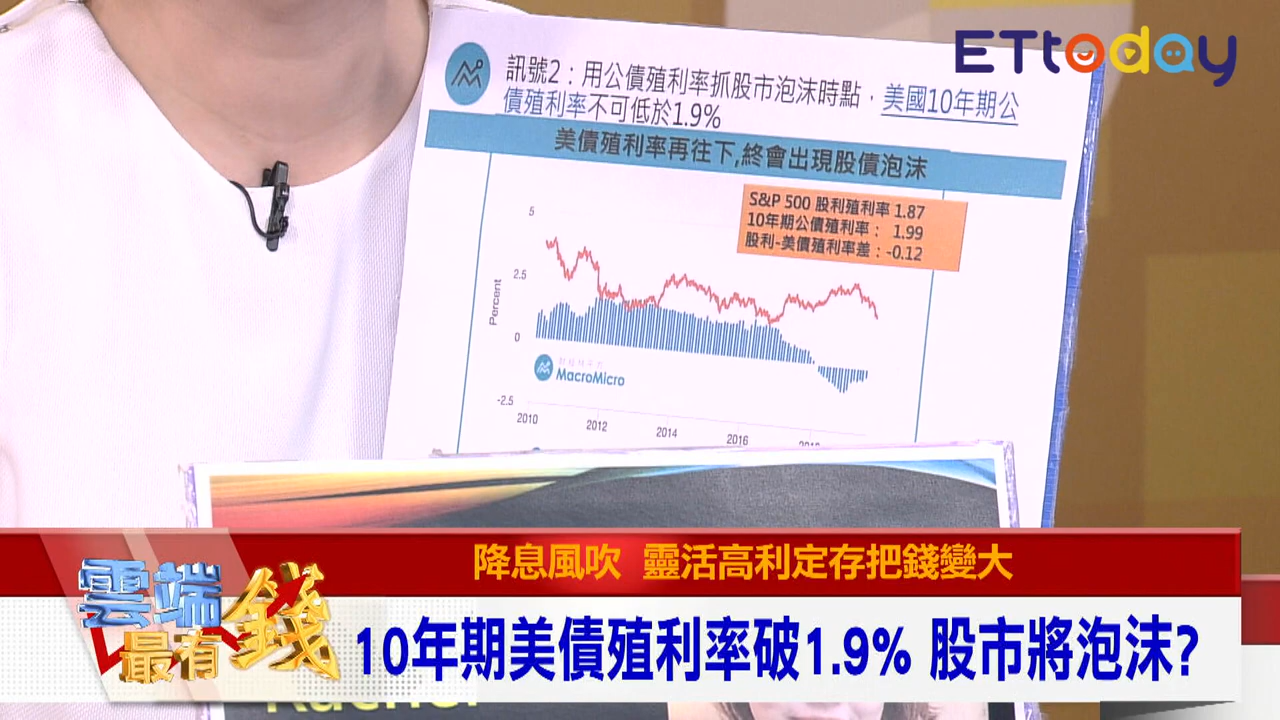 ETtoday
訊號2：用公債殖利率抓股市泡沫時點，美國10年期公
債殖利率不可低於1.9%
美債殖利率再往下,終會出現股債泡沫
S&P 500 股利殖利率 1.87
10年期公債殖利率： 1.99
股利-美債殖利率差：-0.12
5
2.5
Percent
0
MacroMicro
-2.5
2010
2012
2014
2016
降息風吹 靈活高利定存把錢變大
雲端最有錢
10年期美債殖利率破1.9% 股市將泡沫?